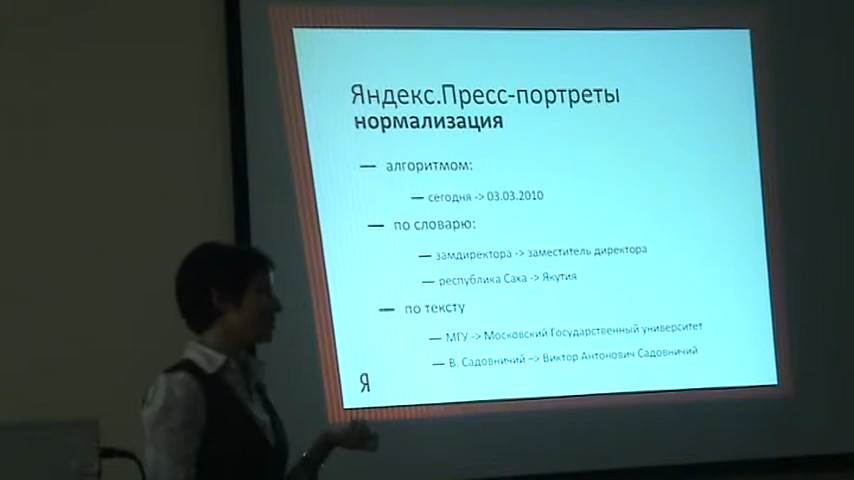 Яндекс.Пресс-портреты
нормализация
— алгоритмом:
— сегодня -> 03.03.2010
— по словарю:
— замдиректора -> заместитель директора
— республика Саха -> Якутия
— по тексту
— МГУ -> Московский Государственный университет
— В. Садовничий -> Виктор Антонович Садовничий
Я